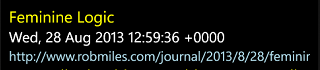 Feminine Logic
Wed, 28 Aug 2013 12:59:36 +0000
http://www.robmiles.com/journal/2013/8/28/feminir